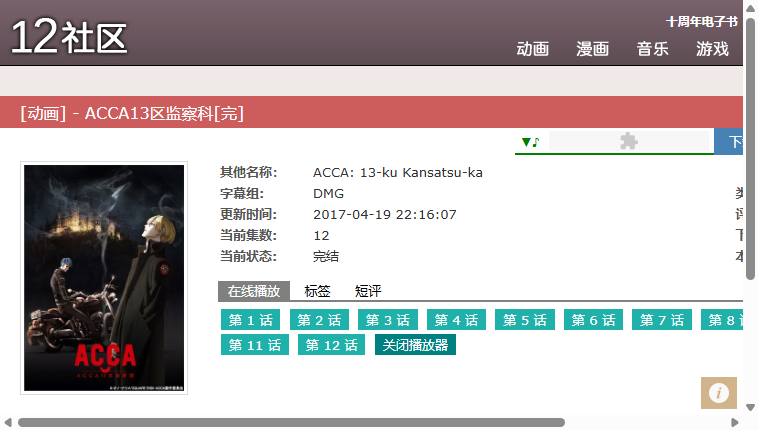 12社区
十周年电子书
动画 漫画 音乐 游戏
[动画] - ACCA13区监察科[完]
▼♪
其他名称: ACCA: 13-ku Kansatsu-ka
字幕组: DMG
更新时间: 2017-04-19 22:16:07
当前集数: 12
当前状态: 完结
在线播放 标签 短评
第 1 话 第 2 话 第 3 话 第 4 话 第 5 话 第 6 话 第 7 话 第 8
第 11 话 第 12 话 关闭播放器
ACCA